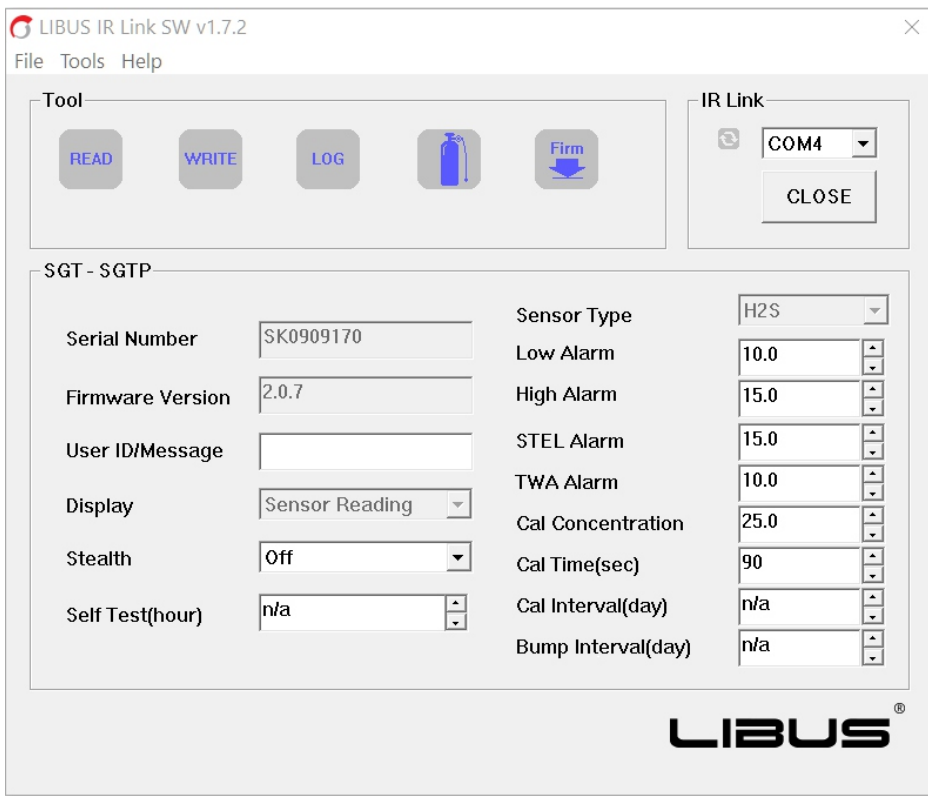 LIBUS IR Link SW v1.7.2
File Tools Help
Tool
READ
WRITE
LOG
Firm
IR Link
COM4
CLOSE
SGT - SGTP
Serial Number
SK0909170
Firmware Version
2.0.7
User ID/Message
Display
Sensor Reading
Stealth
Off
Self Test(hour)
n/a
Sensor Type
H2S
Low Alarm
10.0
High Alarm
15.0
STEL Alarm
15.0
TWA Alarm
10.0
Cal Concentration
25.0
Cal Time(sec)
90
Cal Interval(day)
n/a
Bump Interval(day)
n/a
LIBUS®